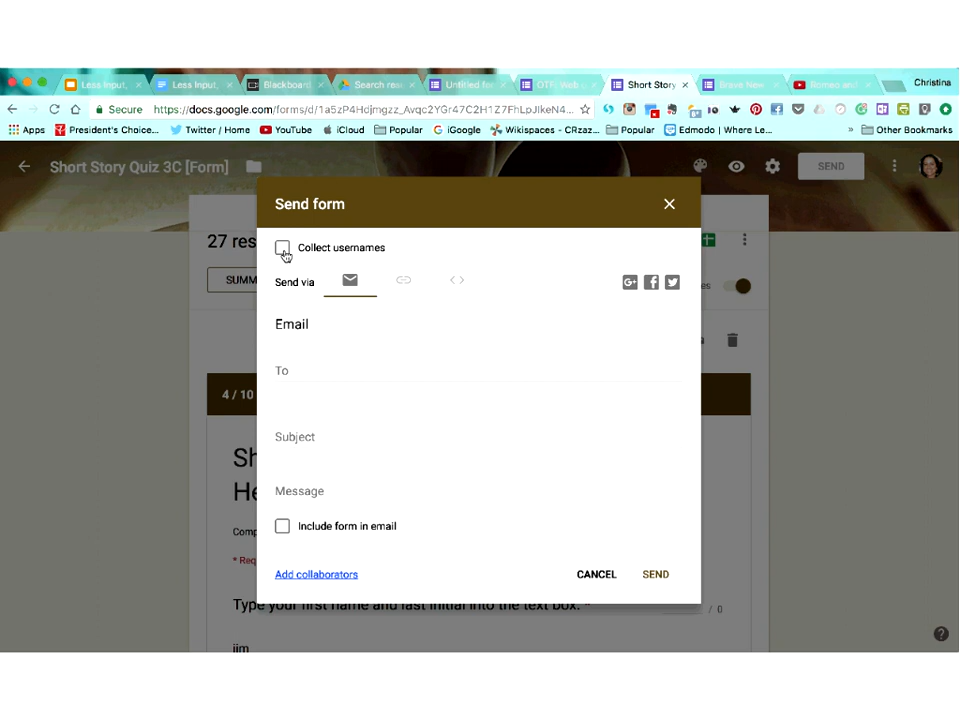 Less Input, × Less Input, × Blackboard × Search resu × Untitled for × OTF Web × Short Story × Brave New × Romeo and × Christina
Secure https://docs.google.com/forms/d/
Apps President's Choice... Twitter / Home YouTube iCloud Popular iGoogle Wikispaces - CRzaz... Popular Edmodo | Where Le... » Other Bookmarks
Short Story Quiz 3C [Form] SEND
Send form
27 res
Collect usernames
SUMM
Send via
es
Email
To
4 / 10
Subject
Sh
He
Message
Include form in email
Comp
* Req
Add collaborators CANCEL SEND
Type your first name and last initial into the text box. * / 0
jim